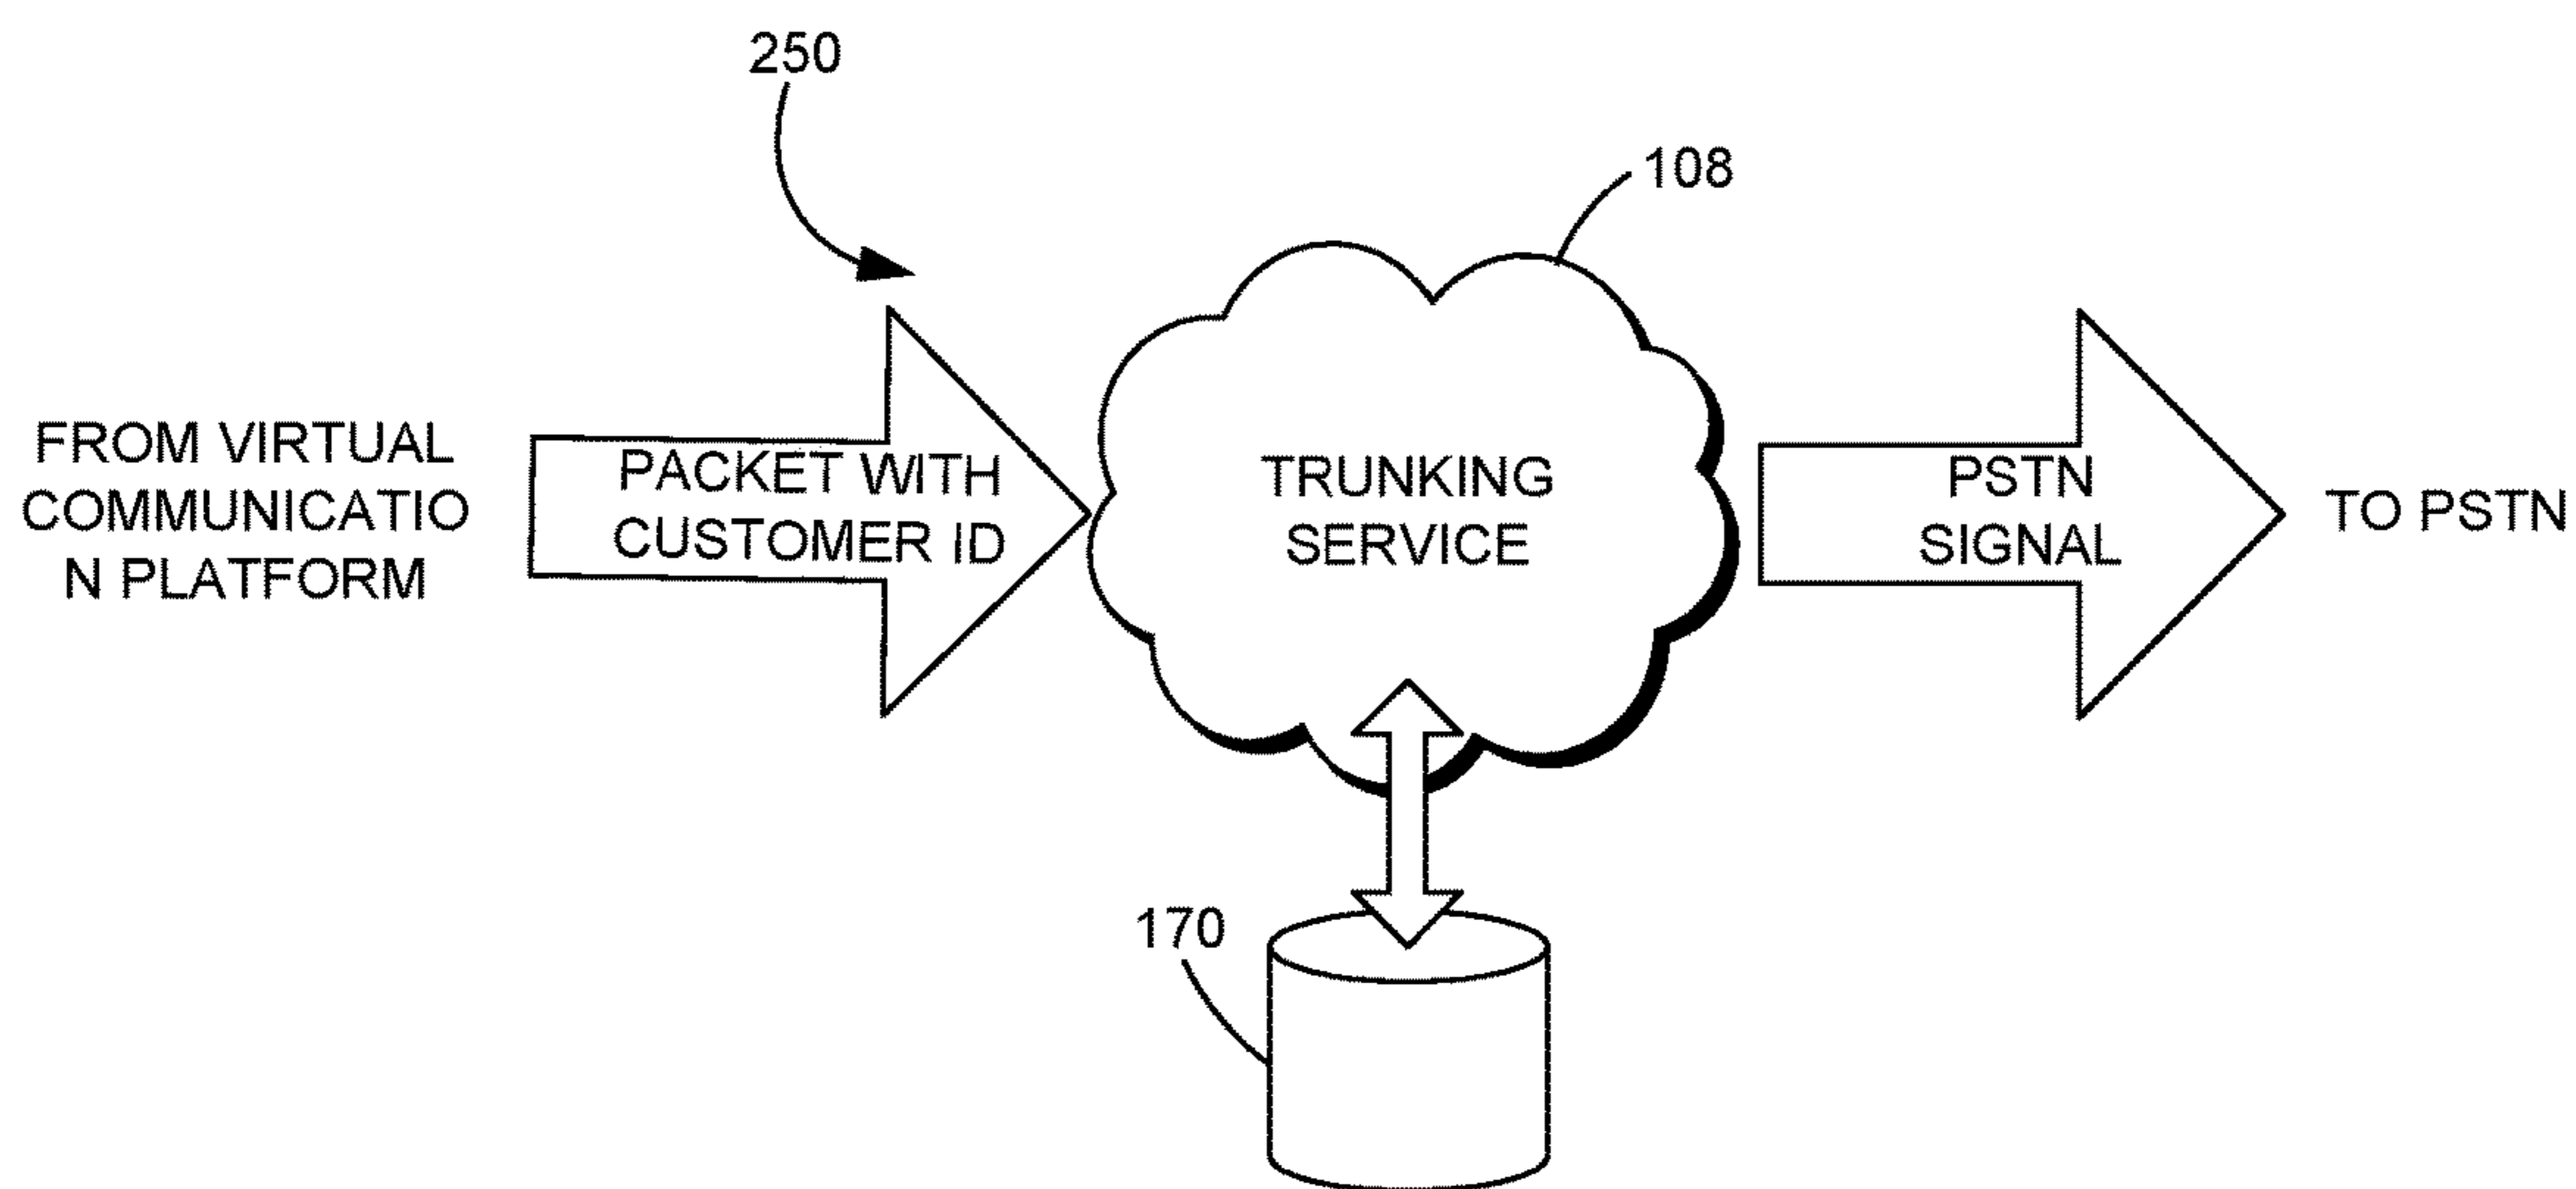 250
108
FROM VIRTUAL
COMMUNICATIO
N PLATFORM
PACKET WITH
CUSTOMER ID
TRUNKING
SERVICE
PSTN
SIGNAL
TO PSTN
170